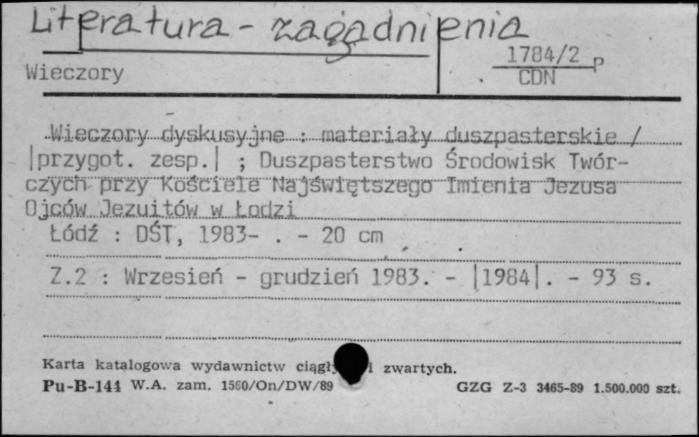 Literatura - zagadnienia
1784/2 p
Wieczory
CDN
Wieczory dyskusyjne : materiały duszpasterskie /
|przygot. zesp.| ; Duszpasterstwo Środowisk Twór-
czych przy Kościele Najświętszego Imienia Jezusa
Ojców Jezuitów w Łodzi
Łódź : DŚT, 1983- . - 20 cm
Z.2 : Wrzesień - grudzień 1983. - |1984|. - 93 s.
Karta katalogowa wydawnictw i zwartych.
Pu-B-144 W.A. zam. 1560/On/DW/89 GZG Z-3 3465-89 1.500.000 szt.